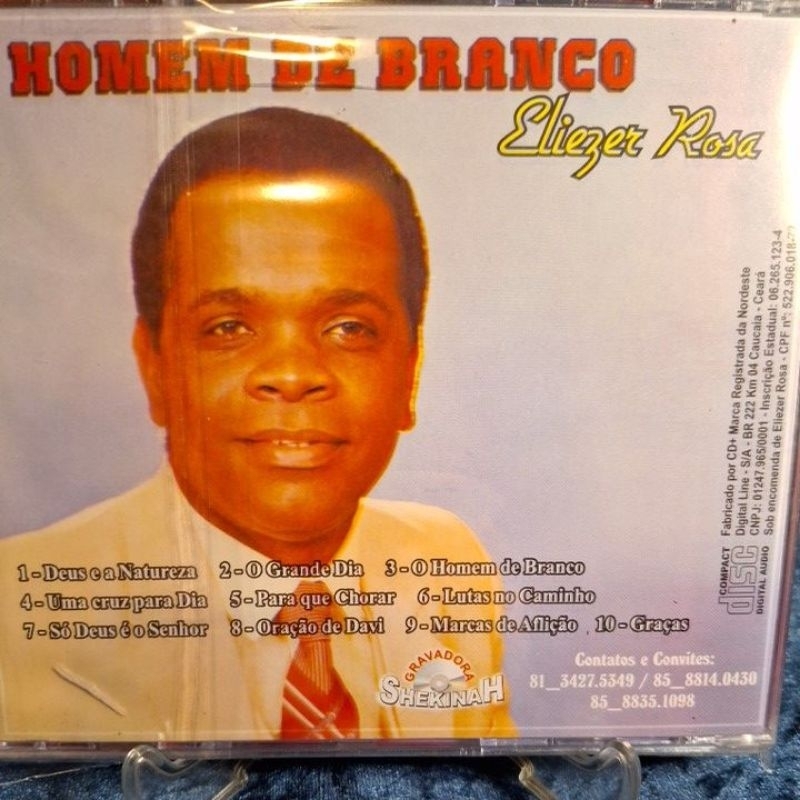 HOMEM DE BRANCO
Eliezer Rosa
1 - Deus e a Natureza 2 - O Grande Dia 3 - O Homem de Branco
4 - Uma cruz para Dia 5 - Para que Chorar 6 - Lutas no Caminho
7 - Só Deus é o Senhor 8 - Oração de Davi 9 - Marcas de Aflição 10 - Graças
GRAVADORA
SHEKINAH
Contatos e Convites:
81_3427.5349 / 85_8814.0430
85_8835.1098
COMPACT
disc
DIGITAL AUDIO
Fabricado por CD+ Marca Registrada da Nordeste
Digital Line - S/A - BR 222 Km 04 Caucaia - Ceará
CNPJ: 01247.965/0001 - Inscrição Estadual: 06.265.123-4
Sob encomenda de Eliezer Rosa - CPF nº: 522.906.018-